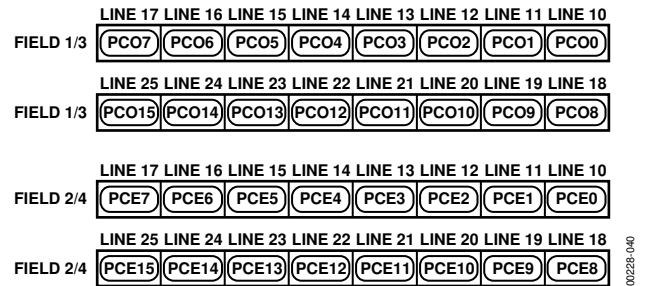 LINE 17 LINE 16 LINE 15 LINE 14 LINE 13 LINE 12 LINE 11 LINE 10
FIELD 1/3 PCO7 PCO6 PCO5 PCO4 PCO3 PCO2 PCO1 PCO0
LINE 25 LINE 24 LINE 23 LINE 22 LINE 21 LINE 20 LINE 19 LINE 18
FIELD 1/3 PCO15 PCO14 PCO13 PCO12 PCO11 PCO10 PCO9 PCO8
LINE 17 LINE 16 LINE 15 LINE 14 LINE 13 LINE 12 LINE 11 LINE 10
FIELD 2/4 PCE7 PCE6 PCE5 PCE4 PCE3 PCE2 PCE1 PCE0
LINE 25 LINE 24 LINE 23 LINE 22 LINE 21 LINE 20 LINE 19 LINE 18
FIELD 2/4 PCE15 PCE14 PCE13 PCE12 PCE11 PCE10 PCE9 PCE8
00228-040